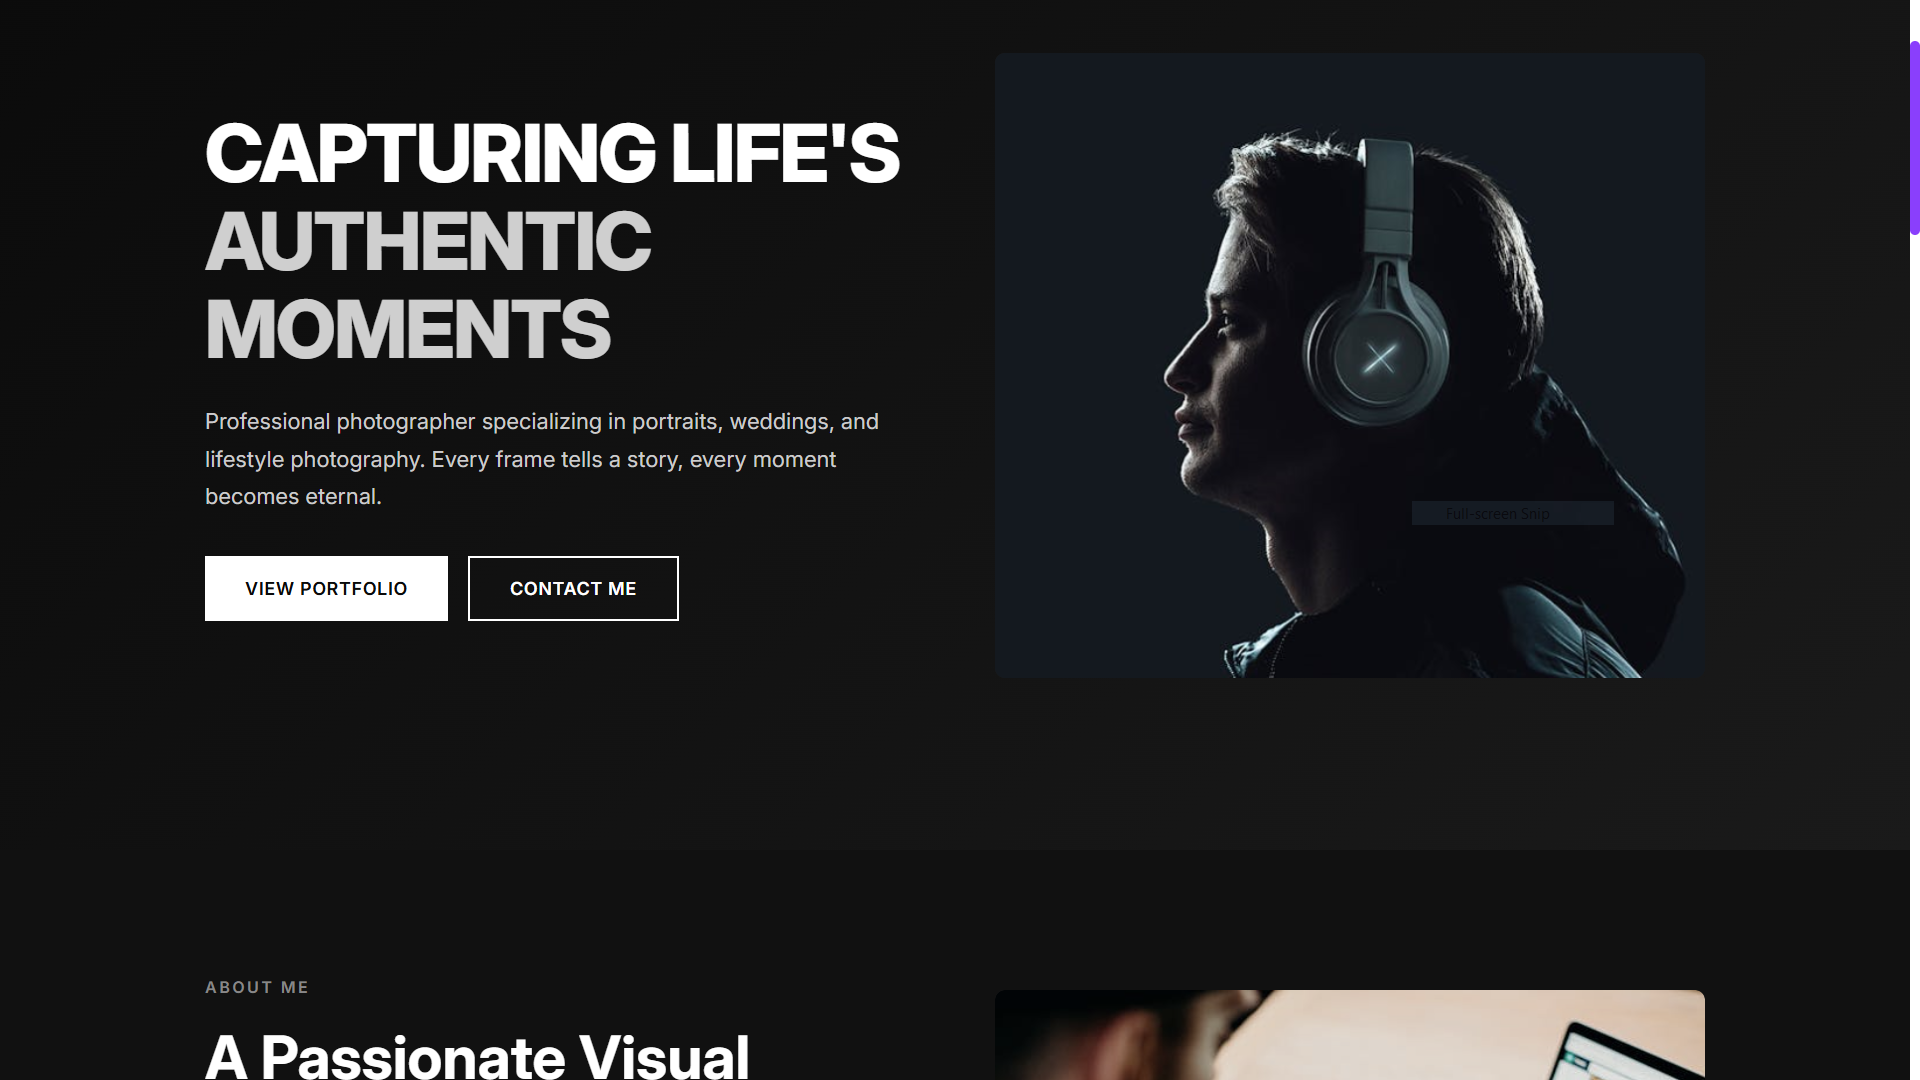 CAPTURING LIFE'S
AUTHENTIC
MOMENTS
Professional photographer specializing in portraits, weddings, and
lifestyle photography. Every frame tells a story, every moment
becomes eternal.
VIEW PORTFOLIO
CONTACT ME
Full-screen Snip
ABOUT ME
A Passionate Visual